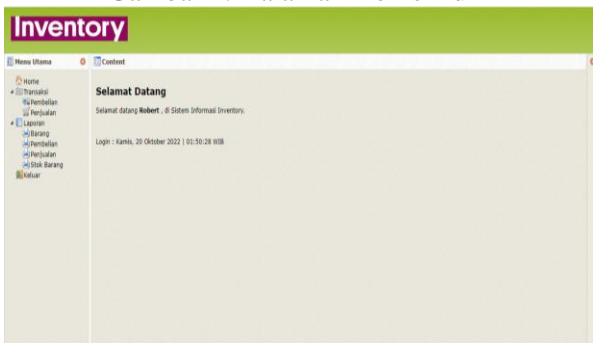 Inventory
Menu Utama
Content
Home
Transaksi
Pembelian
Penjualan
Laporan
Barang
Pembelian
Penjualan
Stok Barang
Keluar
Selamat Datang
Selamat datang Robert , di Sistem Informasi Inventory.
Login : Kamis, 20 Oktober 2022 | 01:50:28 WIB